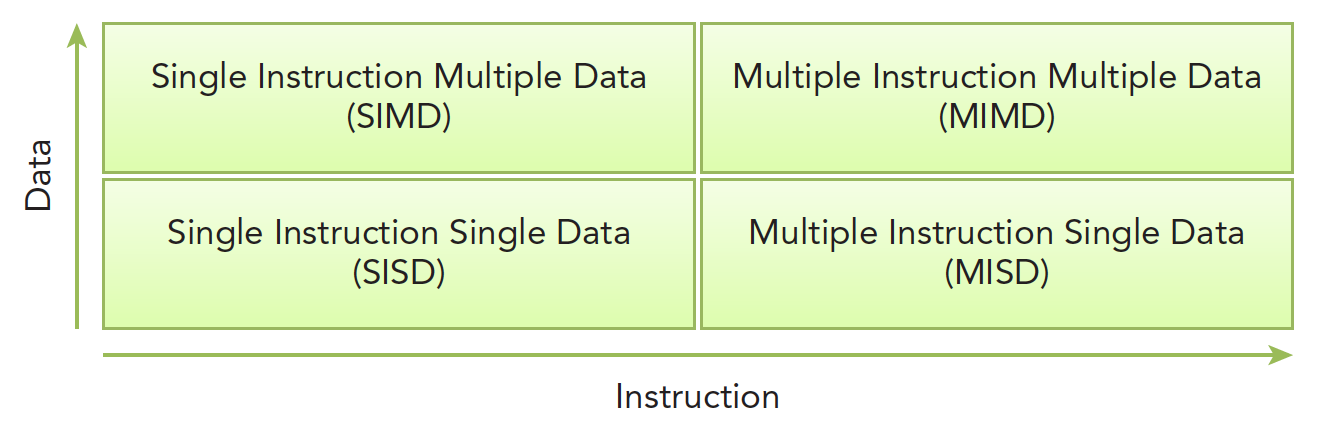 Single Instruction Multiple Data
(SIMD)
Multiple Instruction Multiple Data
(MIMD)
Data
Single Instruction Single Data
(SISD)
Multiple Instruction Single Data
(MISD)
Instruction